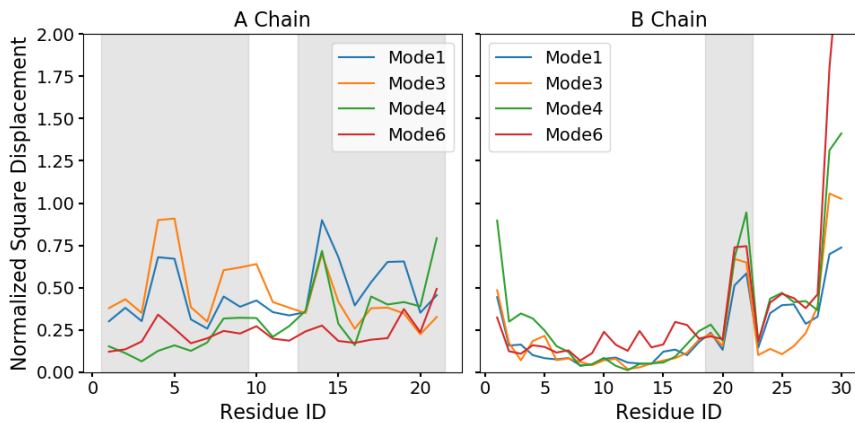 A Chain
B Chain
Normalized Square Displacement
2.00
1.75
1.50
1.25
1.00
0.75
0.50
0.25
0.00
Mode1
Mode3
Mode4
Mode6
Mode1
Mode3
Mode4
Mode6
0 5 10 15 20
0 5 10 15 20 25 30
Residue ID
Residue ID